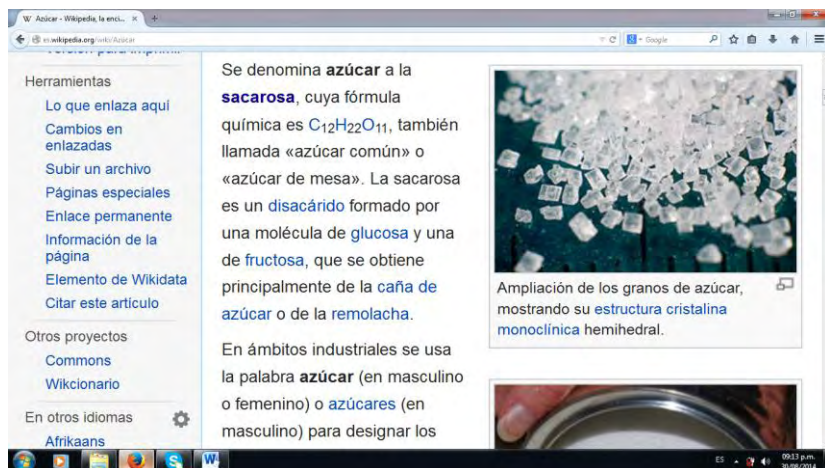 Azúcar - Wikipedia, la enci...
es.wikipedia.org/wiki/Azúcar
Google
Versión para imprimir
Herramientas
Lo que enlaza aquí
Cambios en
enlazadas
Subir un archivo
Páginas especiales
Enlace permanente
Información de la
página
Elemento de Wikidata
Citar este artículo
Otros proyectos
Commons
Wikcionario
En otros idiomas
Afrikaans
Se denomina azúcar a la
sacarosa, cuya fórmula
química es C₁₂H₂₂O₁₁, también
llamada «azúcar común» o
«azúcar de mesa». La sacarosa
es un disacárido formado por
una molécula de glucosa y una
de fructosa, que se obtiene
principalmente de la caña de
azúcar o de la remolacha.
En ámbitos industriales se usa
la palabra azúcar (en masculino
o femenino) o azúcares (en
masculino) para designar los
Ampliación de los granos de azúcar,
mostrando su estructura cristalina
monoclínica hemihedral.
ES
09:13 p.m.
30/08/2014